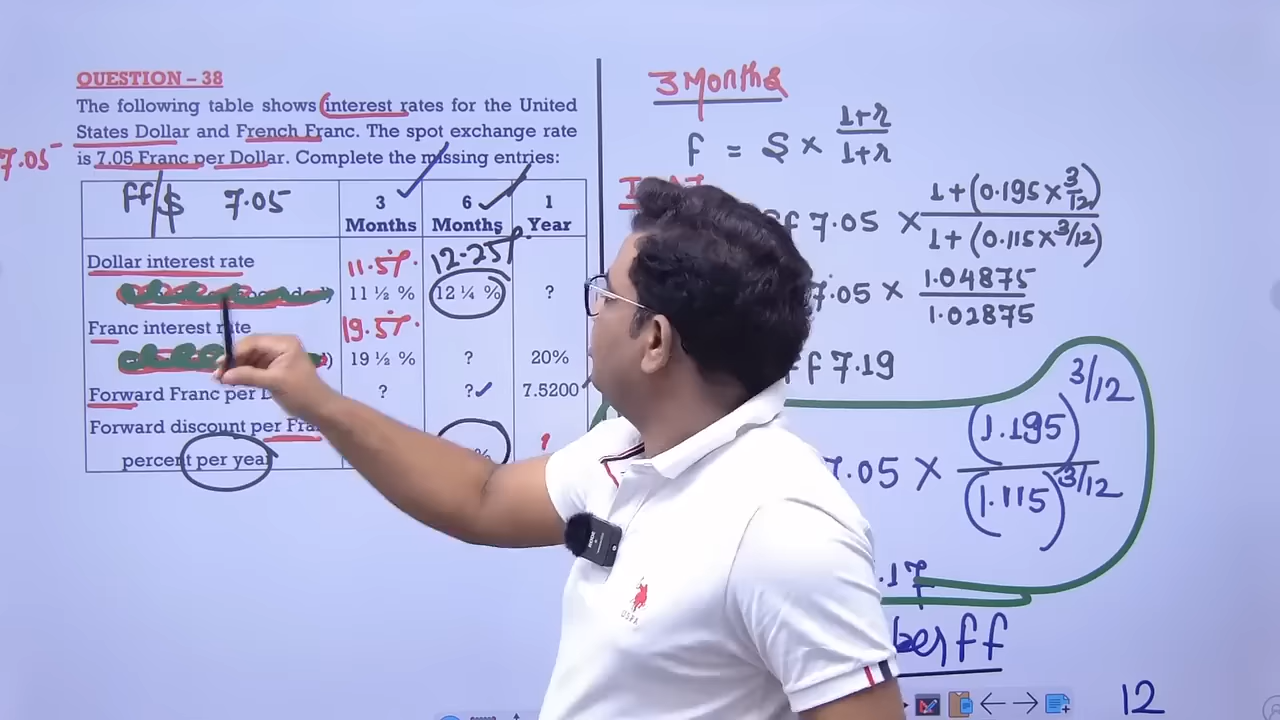 QUESTION – 38
The following table shows interest rates for the United
States Dollar and French Franc. The spot exchange rate
7.05
is 7.05 Franc per Dollar. Complete the missing entries:
ff/$ 7.05
3 Months
6 Months
1 Year
Dollar interest rate
11.5%
12.25%
11 ½ %
12 ¼ %
?
Franc interest rate
19.5%
)
19 ½ %
?
20%
Forward Franc per
?
?
7.5200
Forward discount per Fra
percent per year
%
3 Months
f = S × 1+r / 1+r
f 7.05 × 1+(0.195×3/12) / 1+(0.115×3/12)
7.05 × 1.04875 / 1.02875
ff 7.19
7.05 × (1.195)^3/12 / (1.115)^3/12
.17
per ff
12